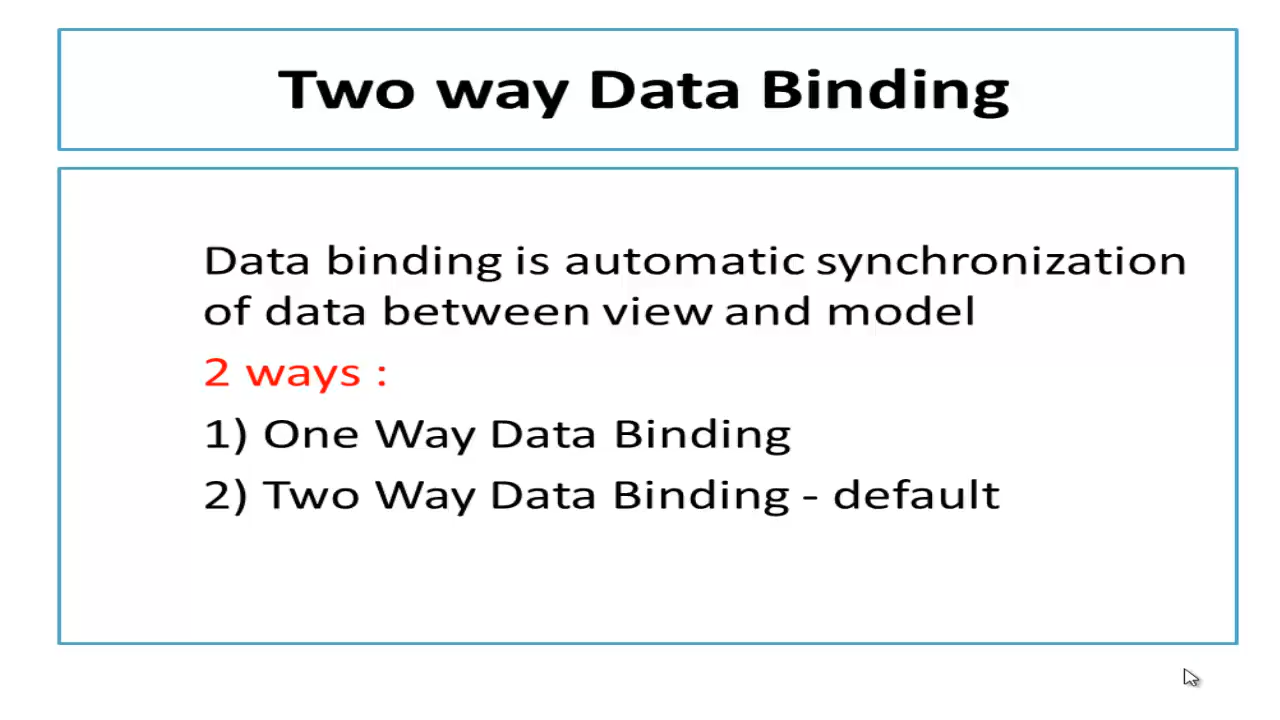 Two way Data Binding
Data binding is automatic synchronization
of data between view and model
2 ways :
1) One Way Data Binding
2) Two Way Data Binding - default